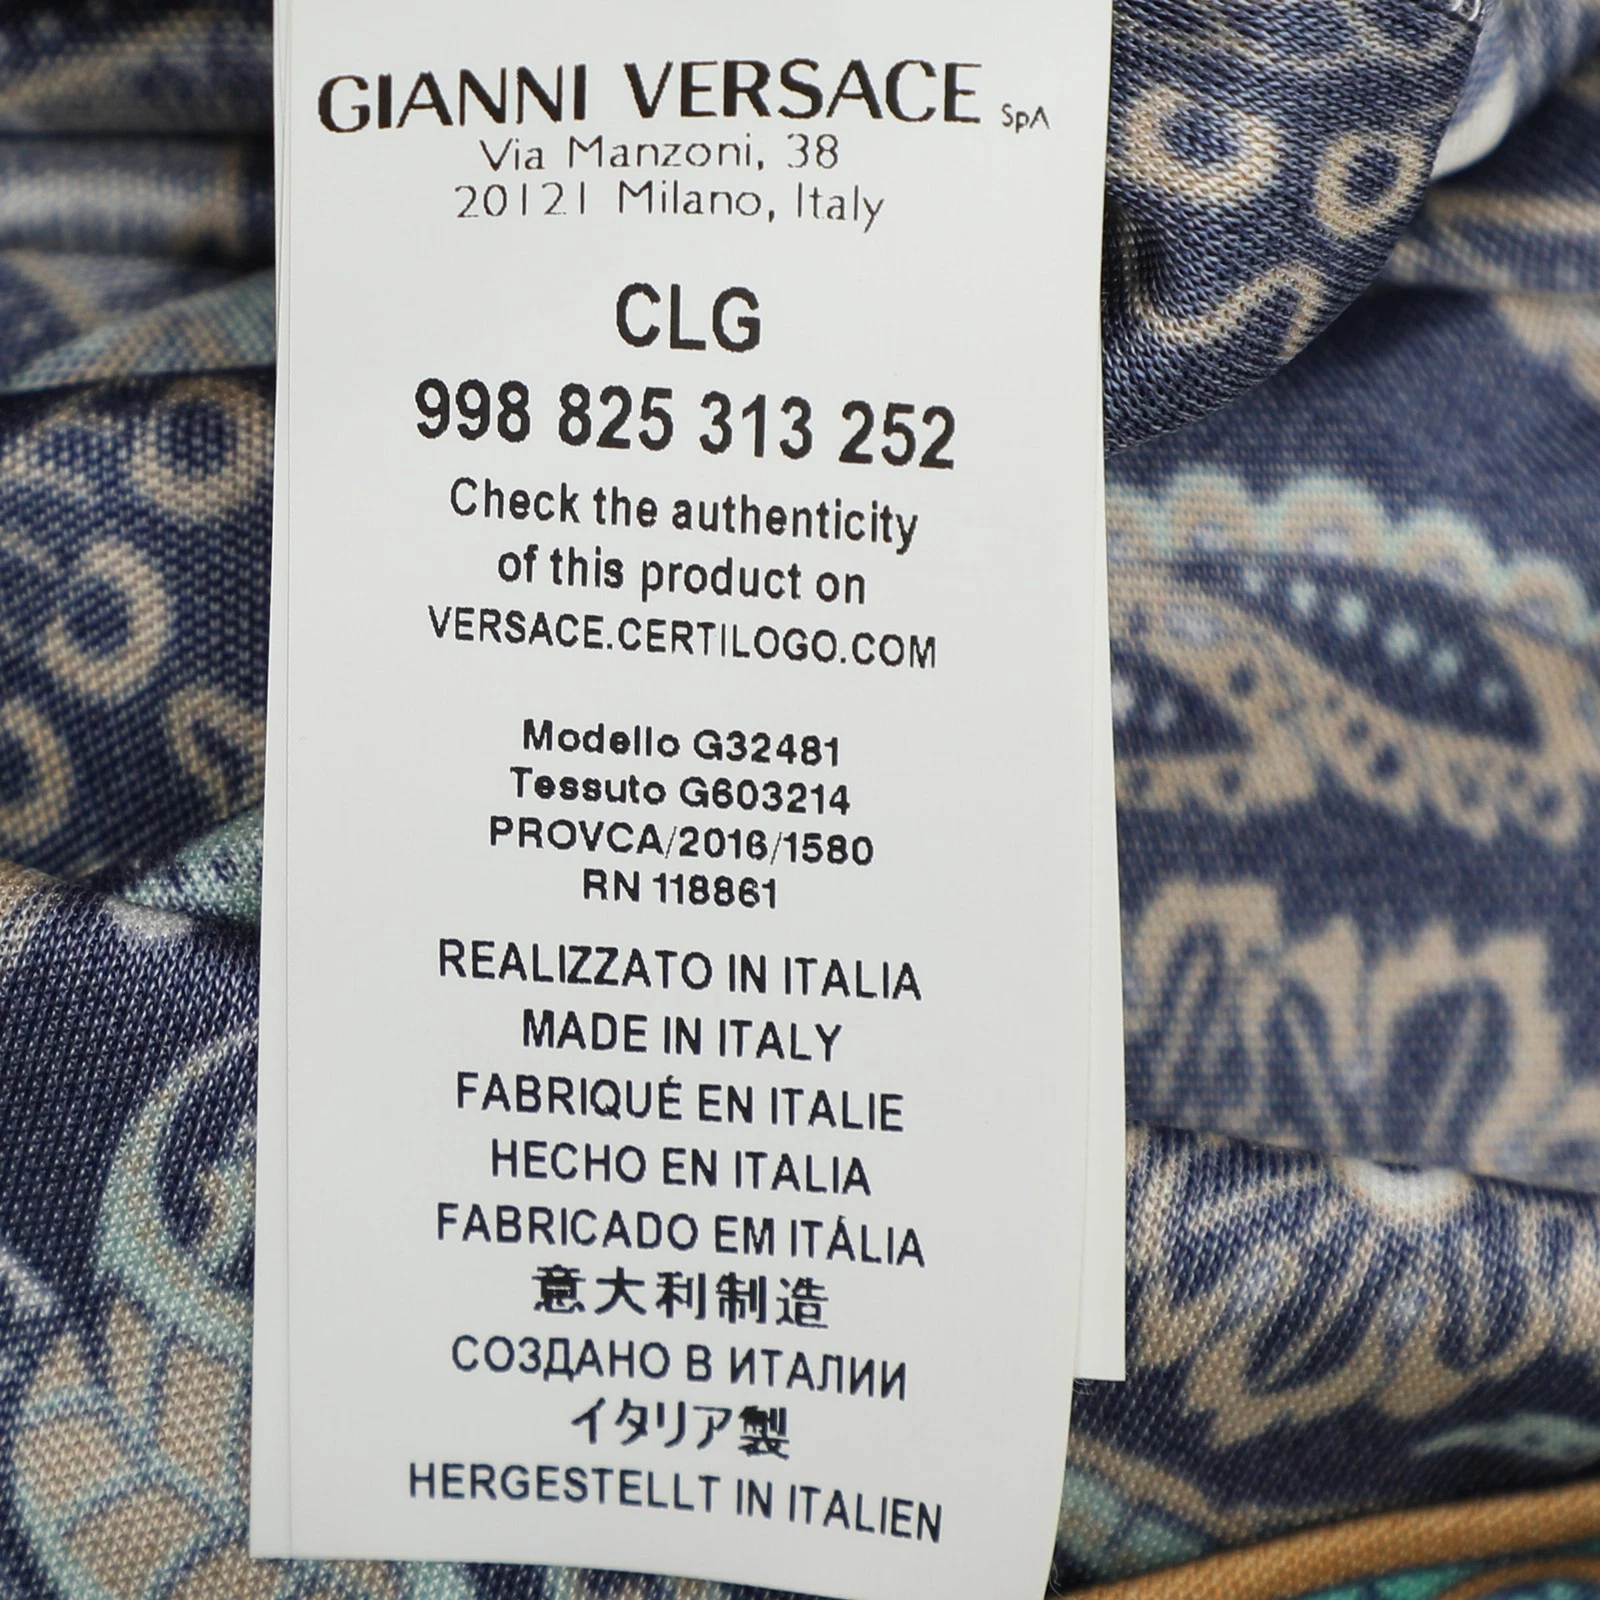 GIANNI VERSACE SpA
Via Manzoni, 38
20121 Milano, Italy
CLG
998 825 313 252
Check the authenticity
of this product on
VERSACE.CERTILOGO.COM
Modello G32481
Tessuto G603214
PROVCA/2016/1580
RN 118861
REALIZZATO IN ITALIA
MADE IN ITALY
FABRIQUÉ EN ITALIE
HECHO EN ITALIA
FABRICADO EM ITÁLIA
意大利制造
СОЗДАНО В ИТАЛИИ
イタリア製
HERGESTELLT IN ITALIEN